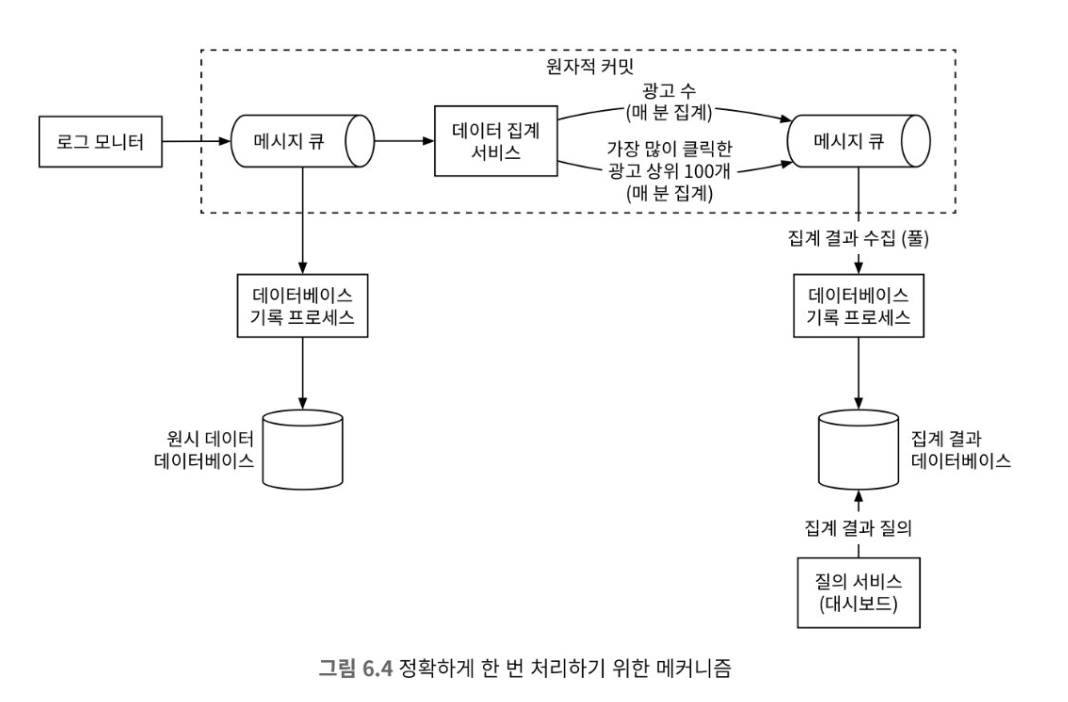 원자적 커밋
로그 모니터
메시지 큐
데이터 집계
서비스
광고 수
(매 분 집계)
가장 많이 클릭한
광고 상위 100개
(매 분 집계)
메시지 큐
집계 결과 수집 (풀)
데이터베이스
기록 프로세스
데이터베이스
기록 프로세스
원시 데이터
데이터베이스
집계 결과
데이터베이스
집계 결과 질의
질의 서비스
(대시보드)
그림 6.4 정확하게 한 번 처리하기 위한 메커니즘